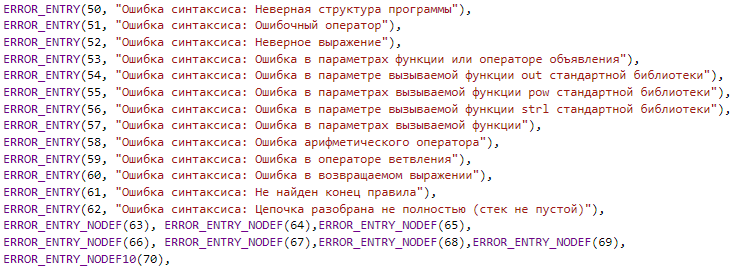 ERROR_ENTRY(50, "Ошибка синтаксиса: Неверная структура программы"),
ERROR_ENTRY(51, "Ошибка синтаксиса: Ошибочный оператор"),
ERROR_ENTRY(52, "Ошибка синтаксиса: Неверное выражение"),
ERROR_ENTRY(53, "Ошибка синтаксиса: Ошибка в параметрах функции или операторе объявления"),
ERROR_ENTRY(54, "Ошибка синтаксиса: Ошибка в параметре вызываемой функции out стандартной библиотеки"),
ERROR_ENTRY(55, "Ошибка синтаксиса: Ошибка в параметрах вызываемой функции pow стандартной библиотеки"),
ERROR_ENTRY(56, "Ошибка синтаксиса: Ошибка в параметре вызываемой функции strl стандартной библиотеки"),
ERROR_ENTRY(57, "Ошибка синтаксиса: Ошибка в параметрах вызываемой функции"),
ERROR_ENTRY(58, "Ошибка синтаксиса: Ошибка арифметического оператора"),
ERROR_ENTRY(59, "Ошибка синтаксиса: Ошибка в операторе ветвления"),
ERROR_ENTRY(60, "Ошибка синтаксиса: Ошибка в возвращаемом выражении"),
ERROR_ENTRY(61, "Ошибка синтаксиса: Не найден конец правила"),
ERROR_ENTRY(62, "Ошибка синтаксиса: Цепочка разобрана не полностью (стек не пустой)"),
ERROR_ENTRY_NODEF(63), ERROR_ENTRY_NODEF(64),ERROR_ENTRY_NODEF(65),
ERROR_ENTRY_NODEF(66), ERROR_ENTRY_NODEF(67),ERROR_ENTRY_NODEF(68),ERROR_ENTRY_NODEF(69),
ERROR_ENTRY_NODEF10(70),